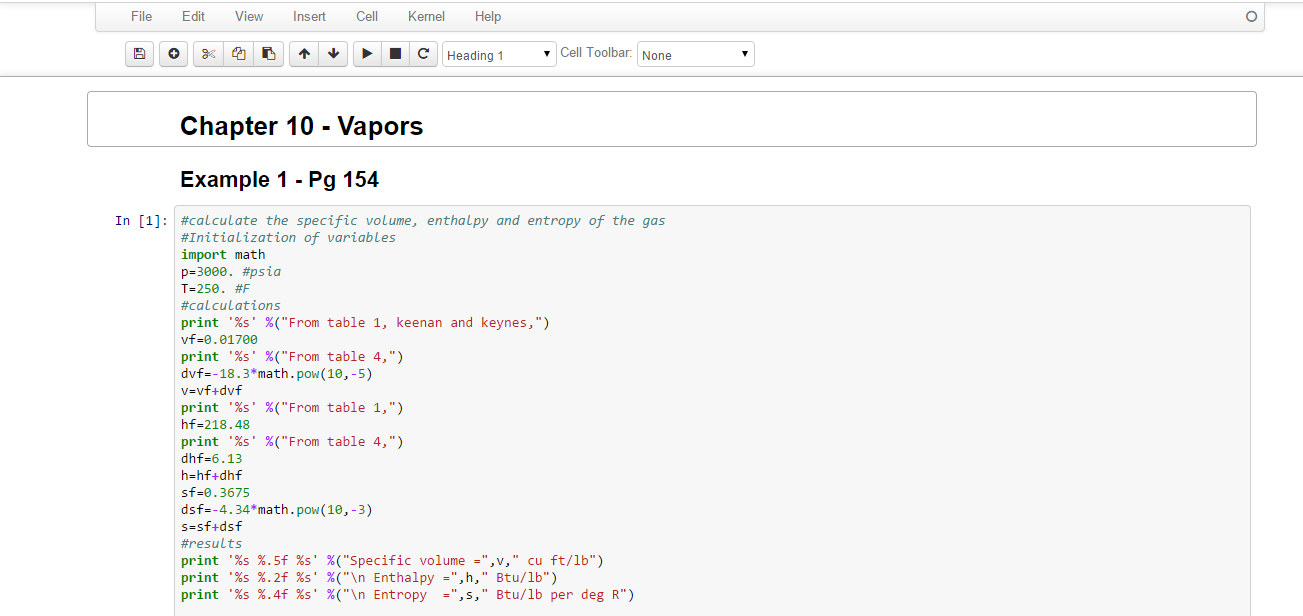 File Edit View Insert Cell Kernel Help
Heading 1 Cell Toolbar: None
Chapter 10 - Vapors
Example 1 - Pg 154
In [1]: #calculate the specific volume, enthalpy and entropy of the gas
#Initialization of variables
import math
p=3000. #psia
T=250. #F
#calculations
print '%s' %("From table 1, keenan and keynes,")
vf=0.01700
print '%s' %("From table 4,")
dvf=-18.3*math.pow(10,-5)
v=vf+dvf
print '%s' %("From table 1,")
hf=218.48
print '%s' %("From table 4,")
dhf=6.13
h=hf+dhf
sf=0.3675
dsf=-4.34*math.pow(10,-3)
s=sf+dsf
#results
print '%s %.5f %s' %("Specific volume =",v," cu ft/lb")
print '%s %.2f %s' %("\n Enthalpy =",h," Btu/lb")
print '%s %.4f %s' %("\n Entropy  =",s," Btu/lb per deg R")